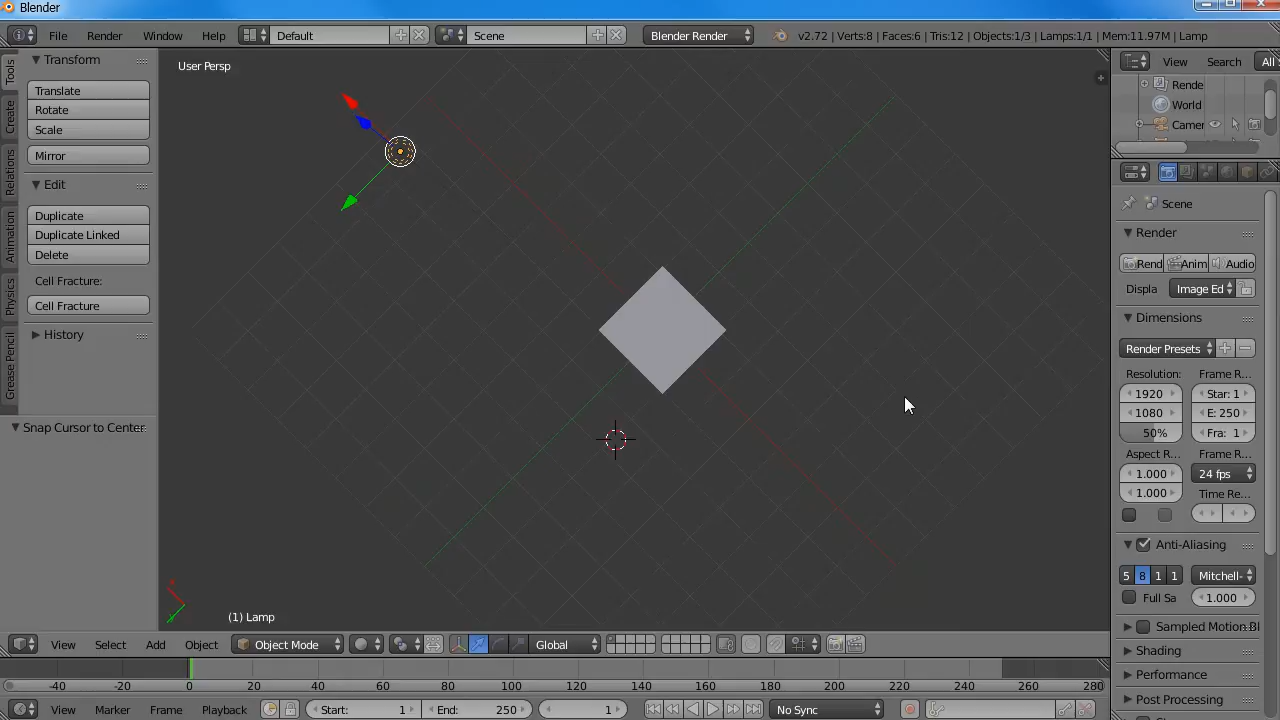 Blender
File Render Window Help Default Scene Blender Render v2.72 | Verts:8 | Faces:6 | Tris:12 | Objects:1/3 | Lamps:1/1 | Mem:11.97M | Lamp
Transform
Translate
Rotate
Scale
Mirror
Edit
Duplicate
Duplicate Linked
Delete
Cell Fracture:
Cell Fracture
History
Snap Cursor to Center
Tools
Create
Relations
Animation
Physics
Grease Pencil
User Persp
(1) Lamp
View Search All
Rende
World
Camer
Scene
Render
Rend Anim Audio
Displa Image Ed
Dimensions
Render Presets
Resolution: Frame R...
1920 Star: 1
1080 E: 250
50% Fra: 1
Aspect R... Frame R...
1.000 24 fps
1.000 Time Re...
Anti-Aliasing
5 8 1 1 Mitchell-
Full Sa 1.000
Sampled Motion Bl
Shading
Performance
Post Processing
View Select Add Object Object Mode Global
-40 -20 0 20 40 60 80 100 120 140 160 180 200 220 240 260 280
View Marker Frame Playback Start: 1 End: 250 1 No Sync